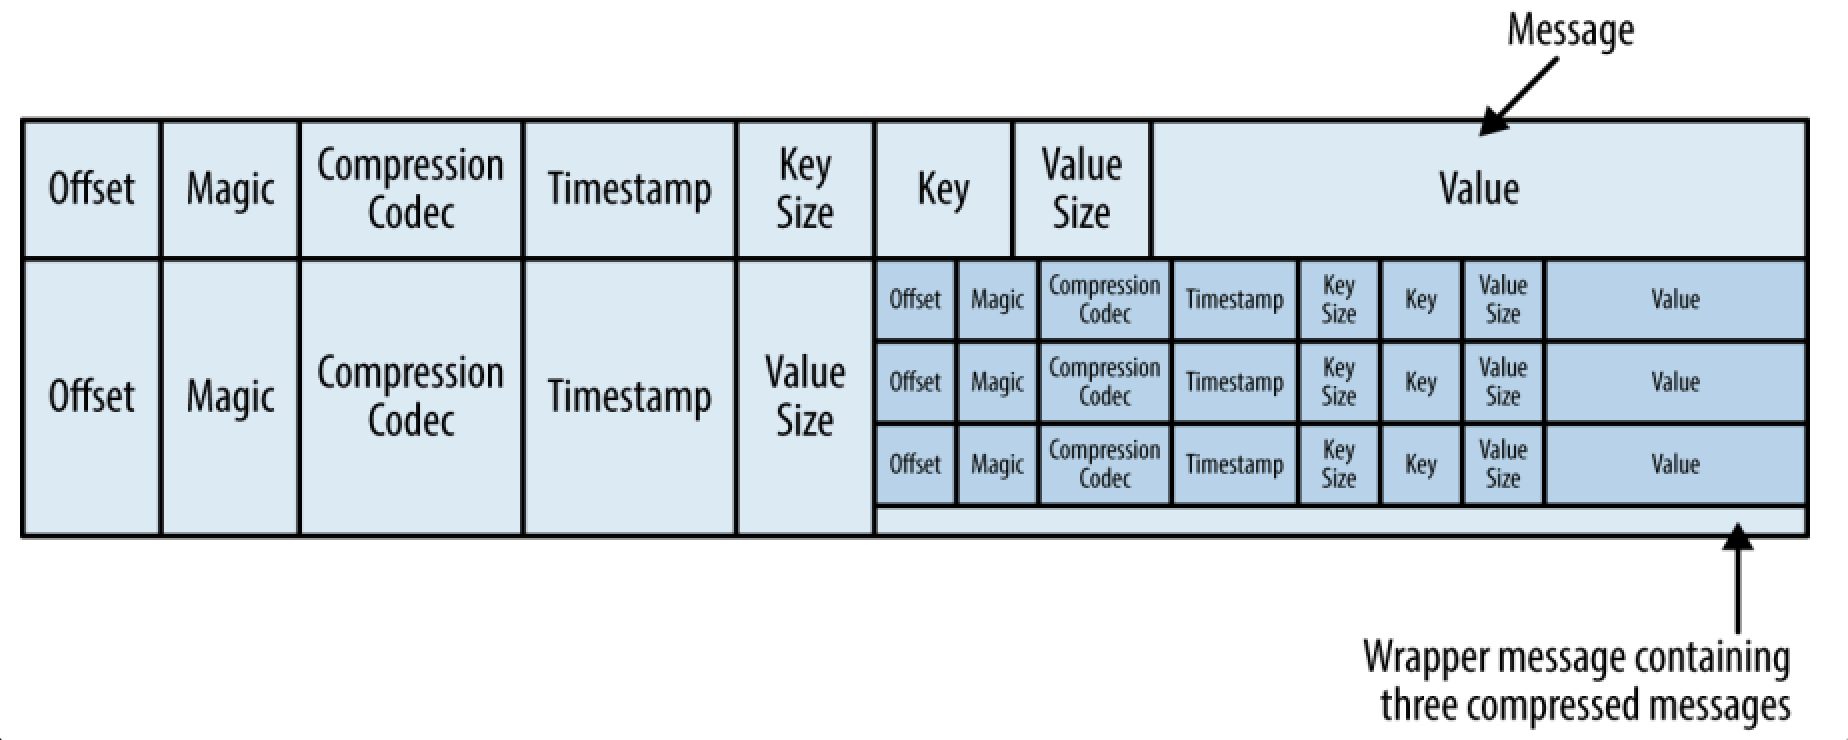 Message
Offset Magic Compression Codec Timestamp Key Size Key Value Size Value
Offset Magic Compression Codec Timestamp Value Size
Offset Magic Compression Codec Timestamp Key Size Key Value Size Value
Offset Magic Compression Codec Timestamp Key Size Key Value Size Value
Offset Magic Compression Codec Timestamp Key Size Key Value Size Value
Wrapper message containing
three compressed messages